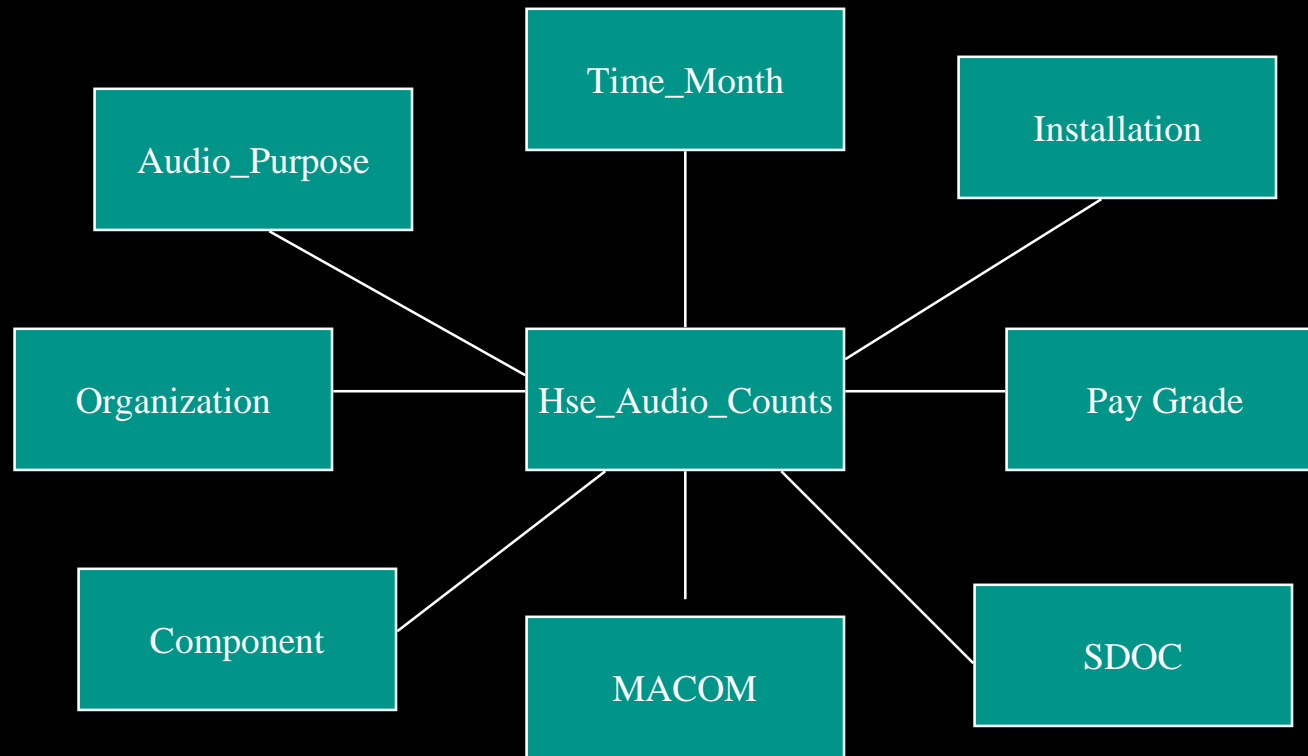 Time_Month
Installation
Audio_Purpose
Organization
Hse_Audio_Counts
Pay Grade
Component
MACOM
SDOC